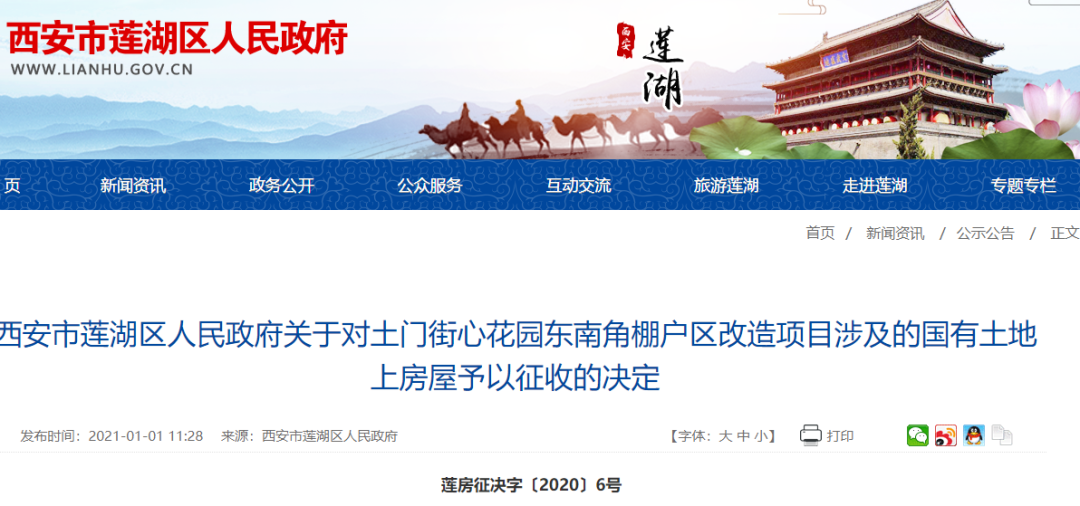 西安市莲湖区人民政府
WWW.LIANHU.GOV.CN
西安
莲湖
页 新闻资讯 政务公开 公众服务 互动交流 旅游莲湖 走进莲湖 专题专栏
首页 / 新闻资讯 / 公示公告 / 正文
西安市莲湖区人民政府关于对土门街心花园东南角棚户区改造项目涉及的国有土地
上房屋予以征收的决定
发布时间：2021-01-01 11:28 来源：西安市莲湖区人民政府 【字体：大 中 小】 打印
莲房征决字〔2020〕6号